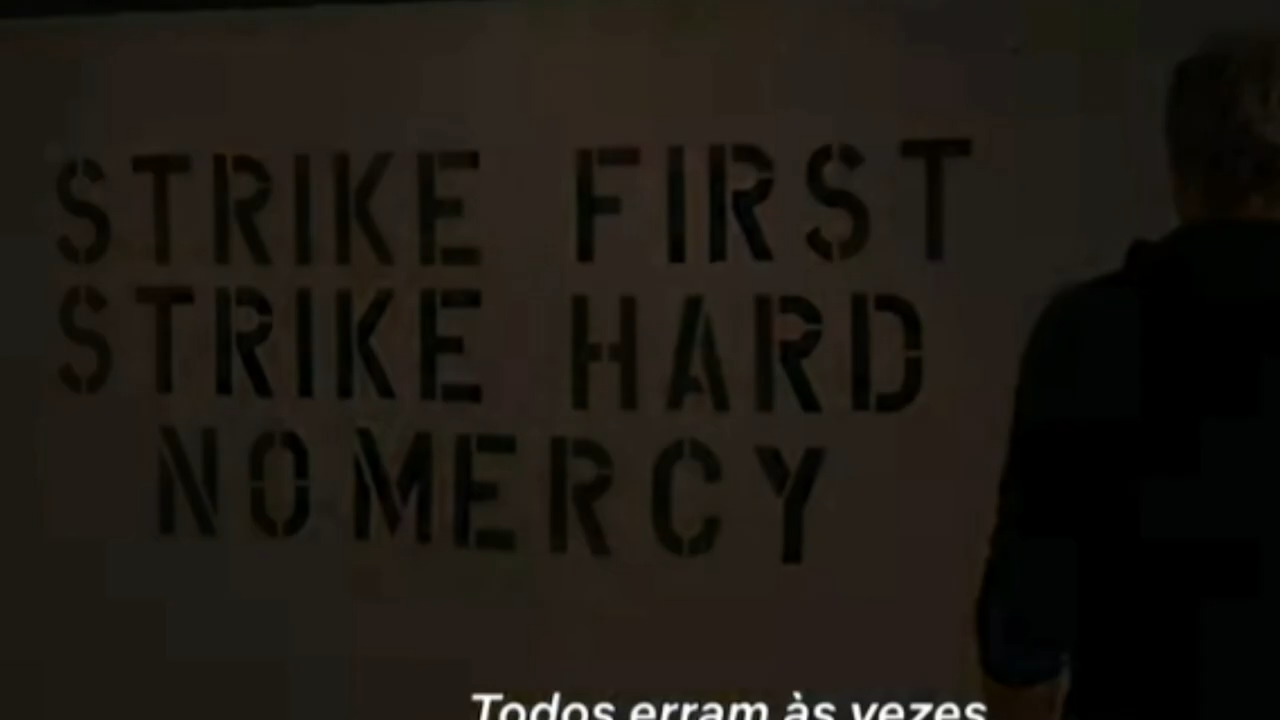 STRIKE FIRST
STRIKE HARD
NO MERCY
Todos erram às vezes